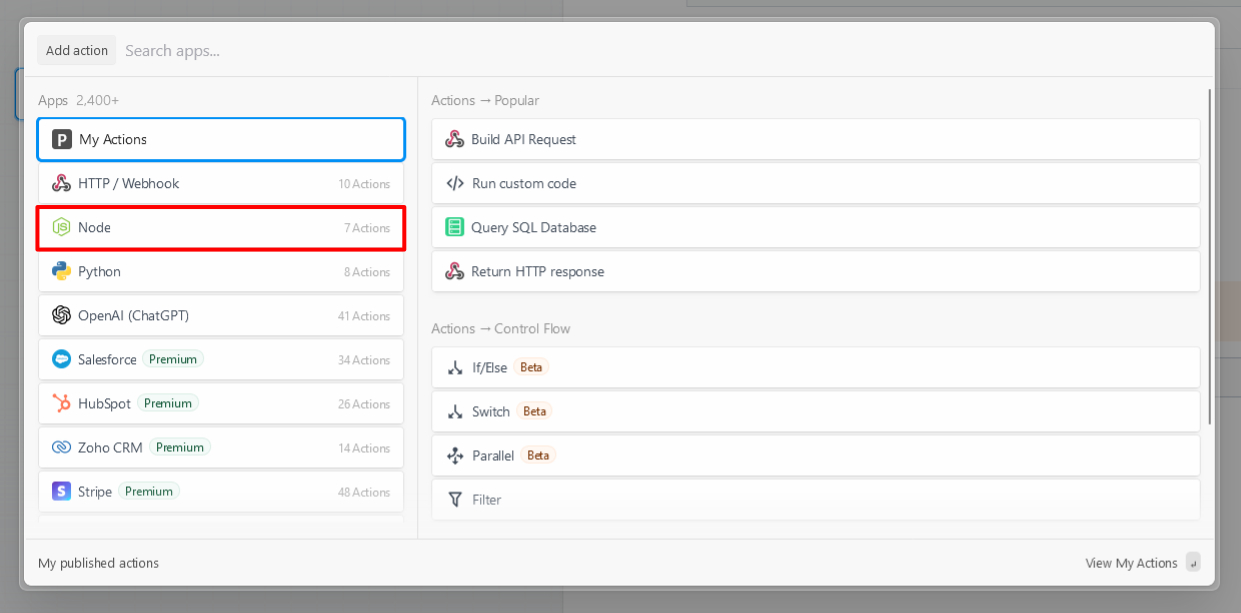 Add action Search apps...
Apps 2,400+
P My Actions
HTTP / Webhook 10 Actions
JS Node 7 Actions
Python 8 Actions
OpenAI (ChatGPT) 41 Actions
Salesforce Premium 34 Actions
HubSpot Premium 26 Actions
Zoho CRM Premium 14 Actions
S Stripe Premium 48 Actions
Actions → Popular
Build API Request
</> Run custom code
Query SQL Database
Return HTTP response
Actions → Control Flow
If/Else Beta
Switch Beta
Parallel Beta
Filter
My published actions
View My Actions ↲